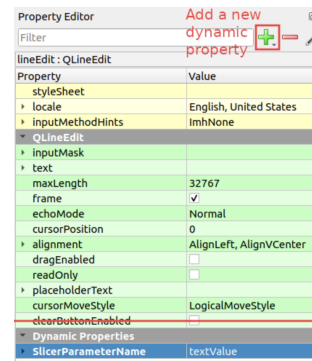 Property Editor
Add a new
dynamic
property
Filter
lineEdit : QLineEdit
Property Value
styleSheet
locale English, United States
inputMethodHints ImhNone
QLineEdit
inputMask
text
maxLength 32767
frame
echoMode Normal
cursorPosition 0
alignment AlignLeft, AlignVCenter
dragEnabled
readOnly
placeholderText
cursorMoveStyle LogicalMoveStyle
clearButtonEnabled
Dynamic Properties
SlicerParameterName textValue